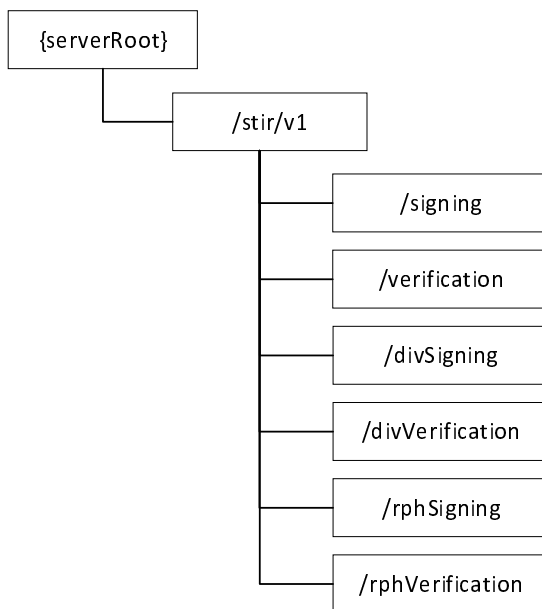 {serverRoot}
/stir/v1
/signing
/verification
/divSigning
/divVerification
/rphSigning
/rphVerification